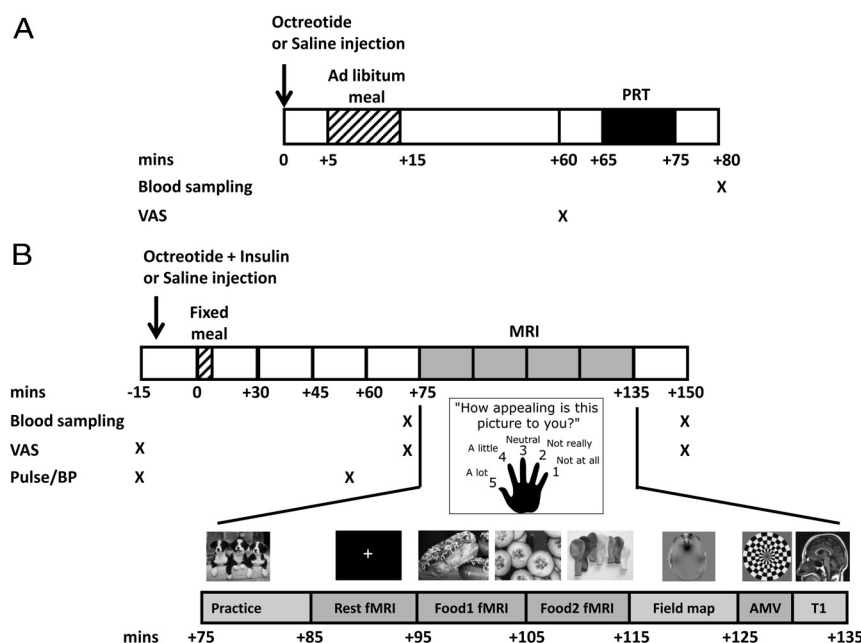 A
Octreotide
or Saline injection
Ad libitum
meal
PRT
mins 0 +5 +15 +60 +65 +75 +80
Blood sampling X
VAS X
B
Octreotide + Insulin
or Saline injection
Fixed
meal
MRI
mins -15 0 +30 +45 +60 +75 +135 +150
Blood sampling X X
VAS X X X
Pulse/BP X X
"How appealing is this
picture to you?"
Neutral
A little 4 3 2 Not really
Not at all
A lot 5 1
+
Practice Rest fMRI Food1 fMRI Food2 fMRI Field map AMV T1
mins +75 +85 +95 +105 +115 +125 +130 +135